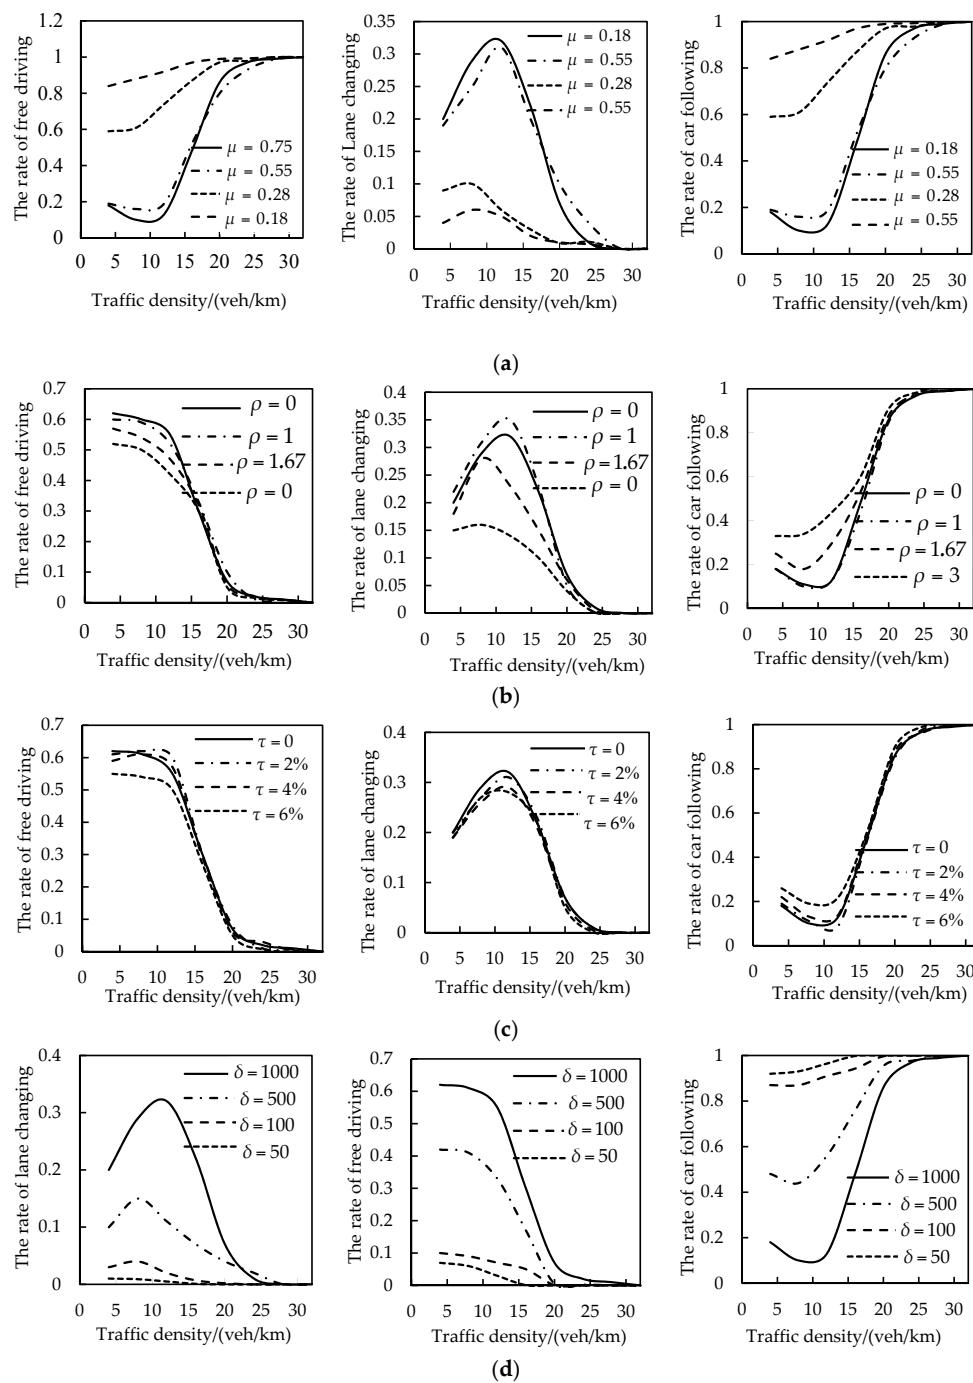 The rate of free driving
1.2
1
0.8
0.6
0.4
0.2
0
μ = 0.75
μ = 0.55
μ = 0.28
μ = 0.18
0 5 10 15 20 25 30
Traffic density/(veh/km)
The rate of Lane changing
0.35
0.3
0.25
0.2
0.15
0.1
0.05
0
μ = 0.18
μ = 0.55
μ = 0.28
μ = 0.55
0 5 10 15 20 25 30
Traffic density/(veh/km)
The rate of car following
1
0.8
0.6
0.4
0.2
0
μ = 0.18
μ = 0.55
μ = 0.28
μ = 0.55
0 5 10 15 20 25 30
Traffic density/(veh/km)
(a)
The rate of free driving
0.7
0.6
0.5
0.4
0.3
0.2
0.1
0
ρ = 0
ρ = 1
ρ = 1.67
ρ = 0
0 5 10 15 20 25 30
Traffic density/(veh/km)
The rate of lane changing
0.4
0.35
0.3
0.25
0.2
0.15
0.1
0.05
0
ρ = 0
ρ = 1
ρ = 1.67
ρ = 0
0 5 10 15 20 25 30
Traffic density/(veh/km)
The rate of car following
1
0.8
0.6
0.4
0.2
0
ρ = 0
ρ = 1
ρ = 1.67
ρ = 3
0 5 10 15 20 25 30
Traffic density/(veh/km)
(b)
The rate of free driving
0.7
0.6
0.5
0.4
0.3
0.2
0.1
0
τ = 0
τ = 2%
τ = 4%
τ = 6%
0 5 10 15 20 25 30
Traffic density/(veh/km)
The rate of lane changing
0.4
0.3
0.2
0.1
0
τ = 0
τ = 2%
τ = 4%
τ = 6%
0 5 10 15 20 25 30
Traffic density/(veh/km)
The rate of car following
1
0.8
0.6
0.4
0.2
0
τ = 0
τ = 2%
τ = 4%
τ = 6%
0 5 10 15 20 25 30
Traffic density/(veh/km)
(c)
The rate of lane changing
0.4
0.3
0.2
0.1
0
δ = 1000
δ = 500
δ = 100
δ = 50
0 5 10 15 20 25 30
Traffic density/(veh/km)
The rate of free driving
0.7
0.6
0.5
0.4
0.3
0.2
0.1
0
δ = 1000
δ = 500
δ = 100
δ = 50
0 5 10 15 20 25 30
Traffic density/(veh/km)
The rate of car following
1
0.8
0.6
0.4
0.2
0
δ = 1000
δ = 500
δ = 100
δ = 50
0 5 10 15 20 25 30
Traffic density/(veh/km)
(d)